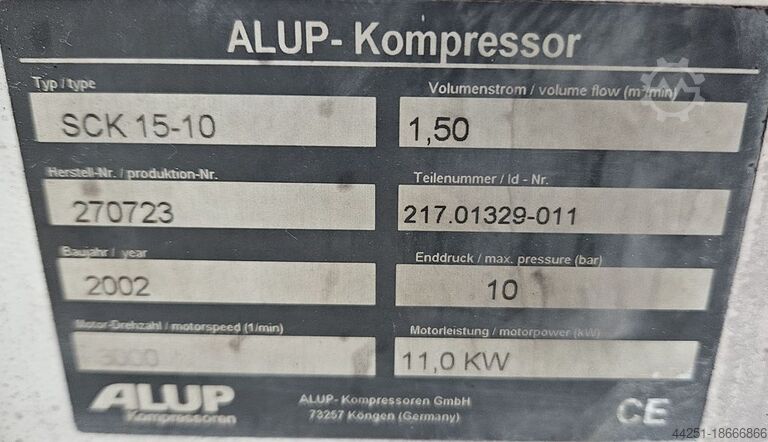 ALUP- Kompressor
Typ / type
Volumenstrom / volume flow (m³/min)
SCK 15-10
1,50
Herstell-Nr. / produktion-Nr.
Teilenummer / Id - Nr.
270723
217.01329-011
Baujahr / year
Enddruck / max. pressure (bar)
2002
10
Motor-Drehzahl / motorspeed (1/min)
Motorleistung / motorpower (kW)
3000
11,0 KW
ALUP
Kompressoren
ALUP- Kompressoren GmbH
73257 Köngen (Germany)
CE
44251-18666866